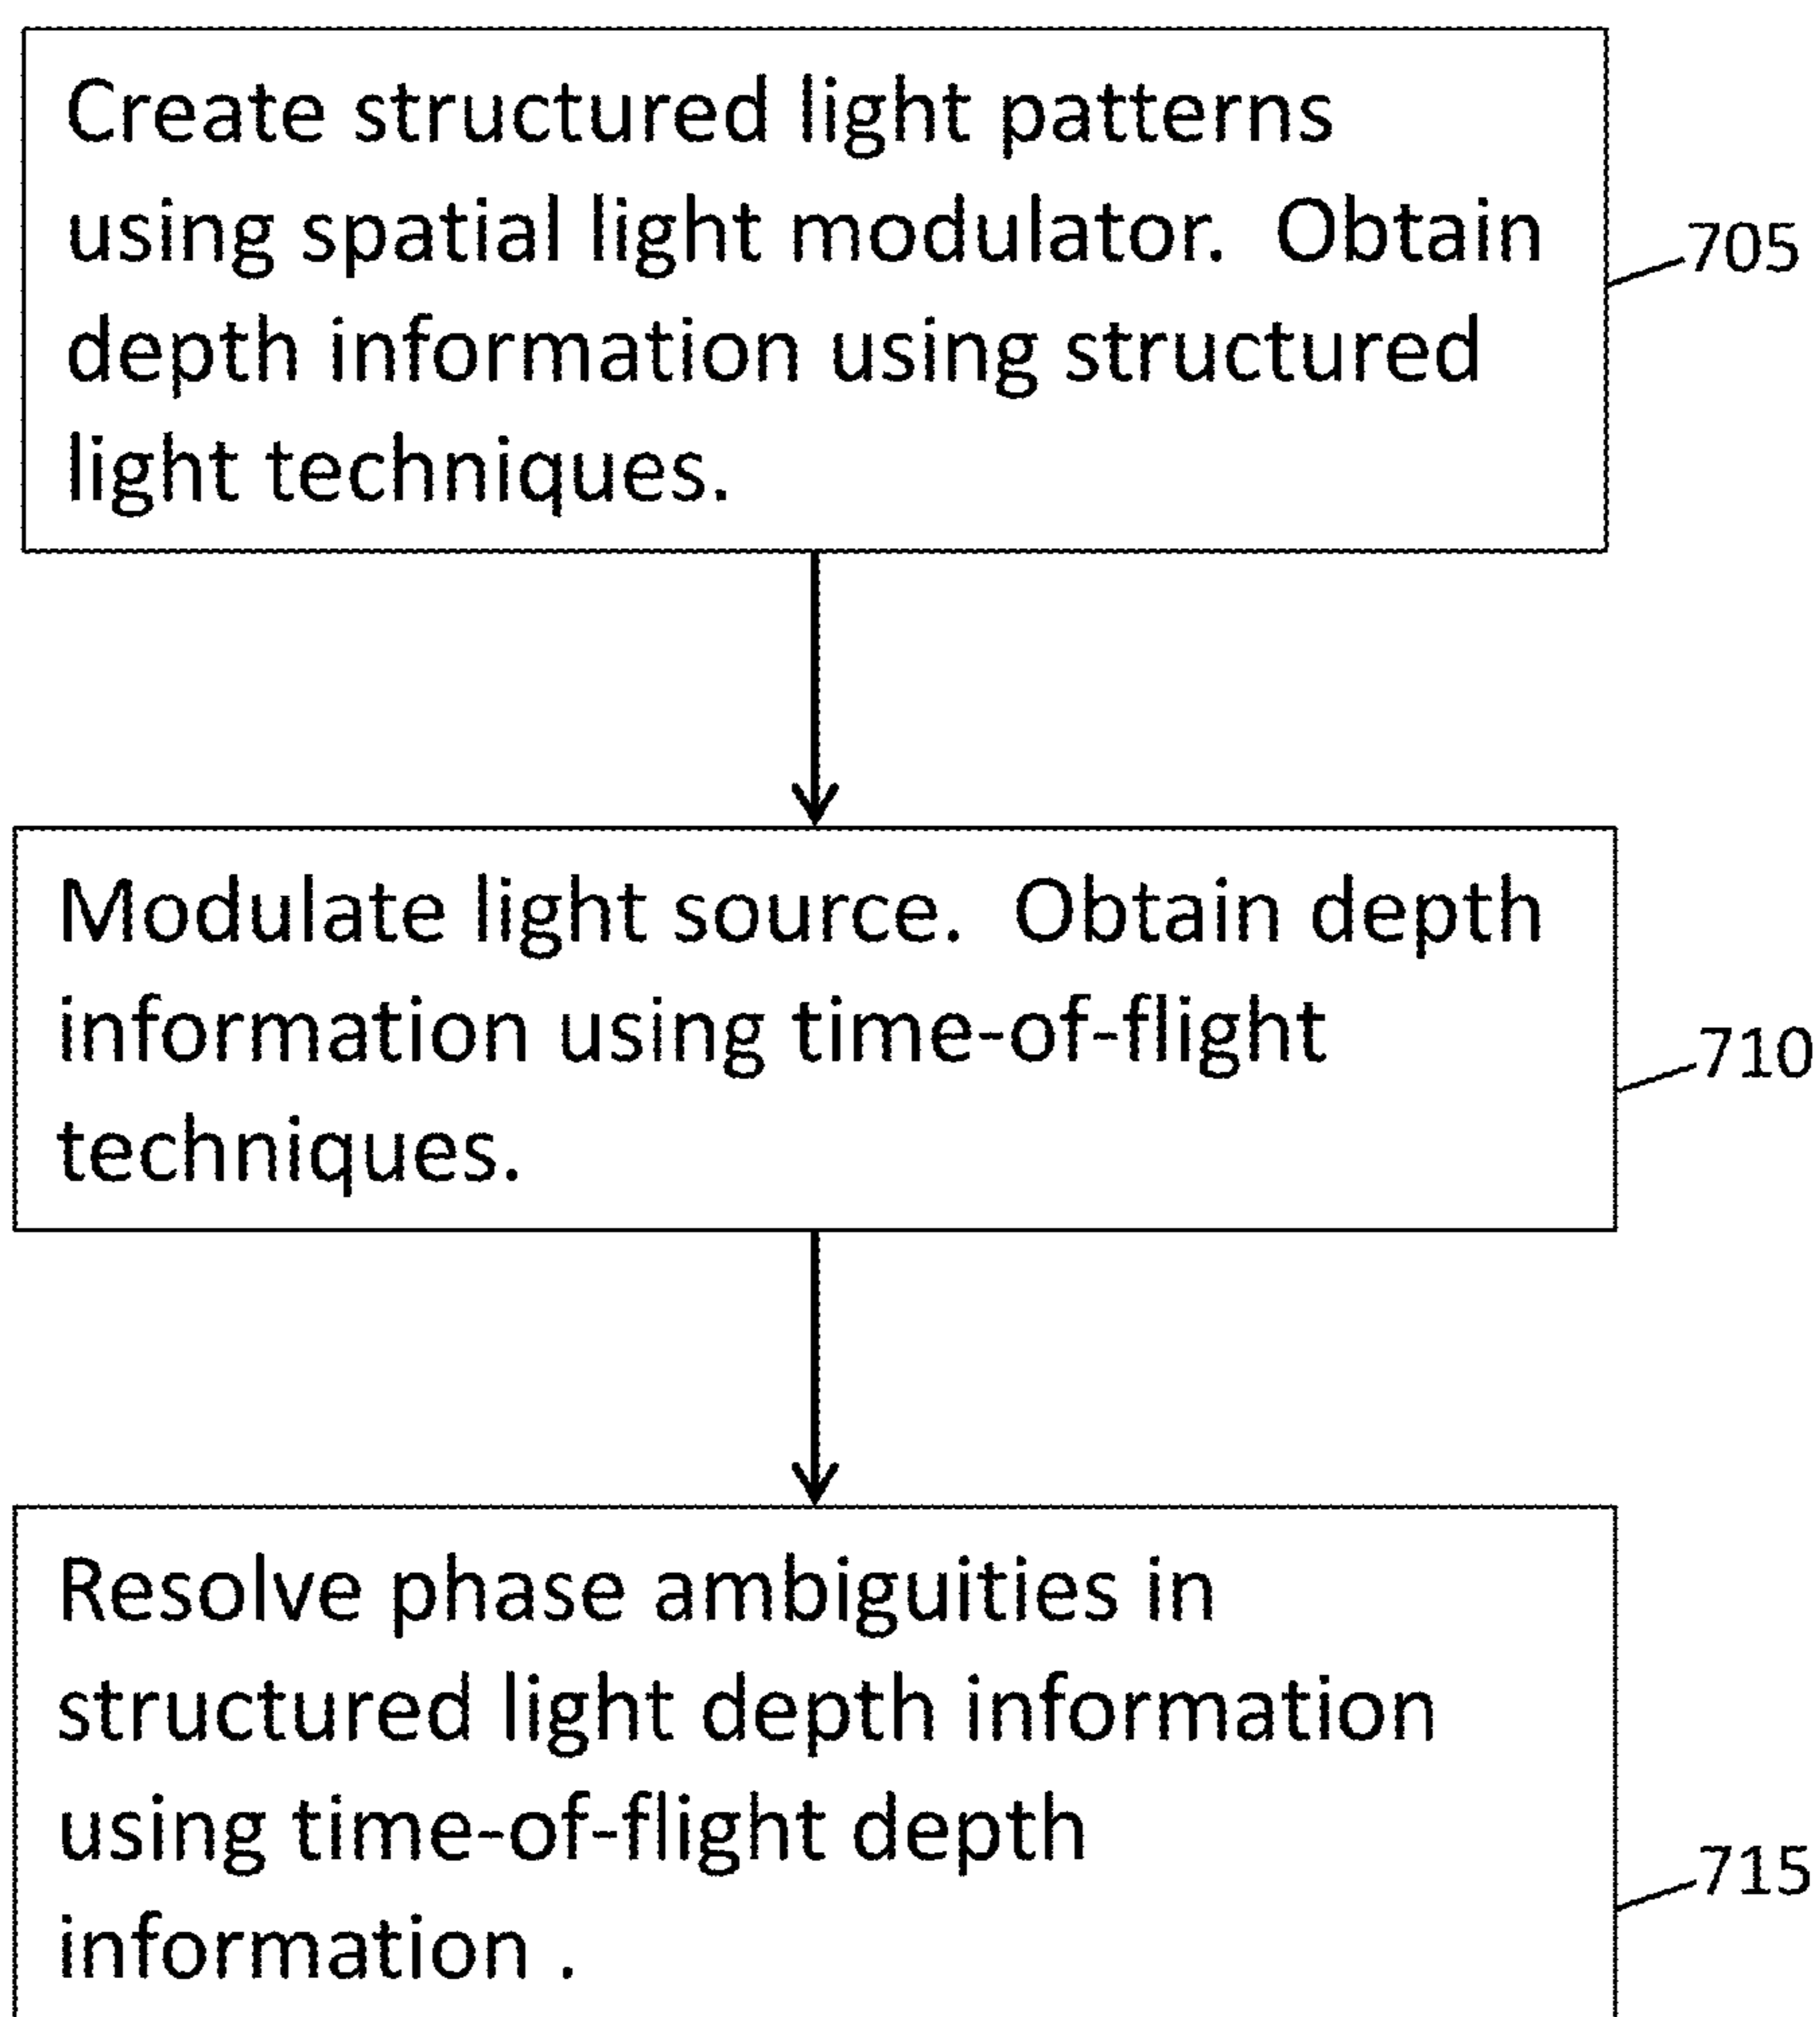 Create structured light patterns
using spatial light modulator.  Obtain
depth information using structured
light techniques.
705
Modulate light source.  Obtain depth
information using time-of-flight
techniques.
710
Resolve phase ambiguities in
structured light depth information
using time-of-flight depth
information .
715